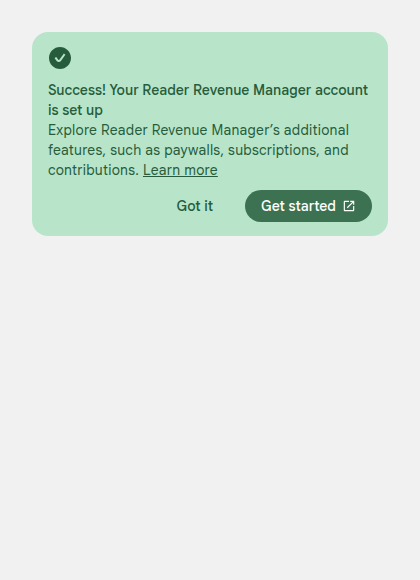 Success! Your Reader Revenue Manager account
is set up
Explore Reader Revenue Manager’s additional
features, such as paywalls, subscriptions, and
contributions. Learn more
Got it
Get started